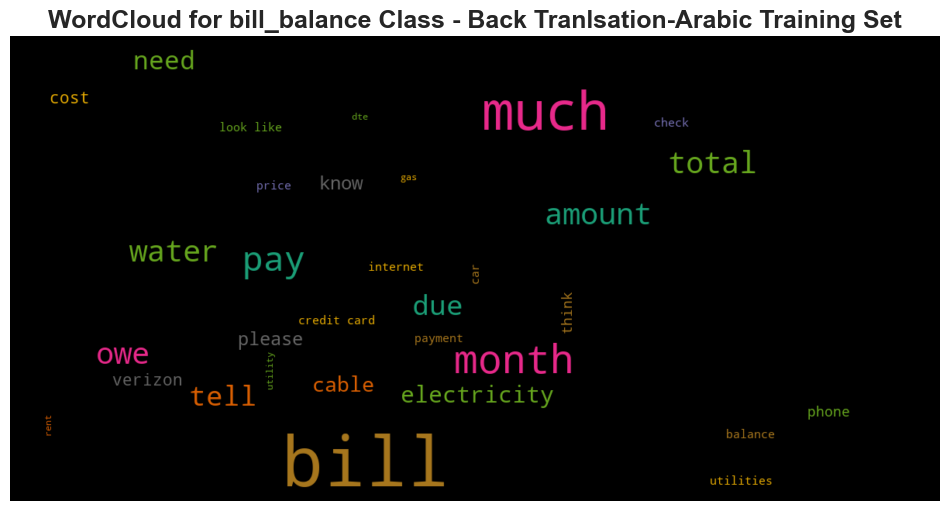 WordCloud for bill_balance Class - Back Tranlsation-Arabic Training Set
need
cost
much
look like
dte
check
total
price
know
gas
amount
water
pay
internet
car
due
think
credit card
please
payment
owe
month
verizon
utility
tell
cable
electricity
phone
rent
balance
bill
utilities